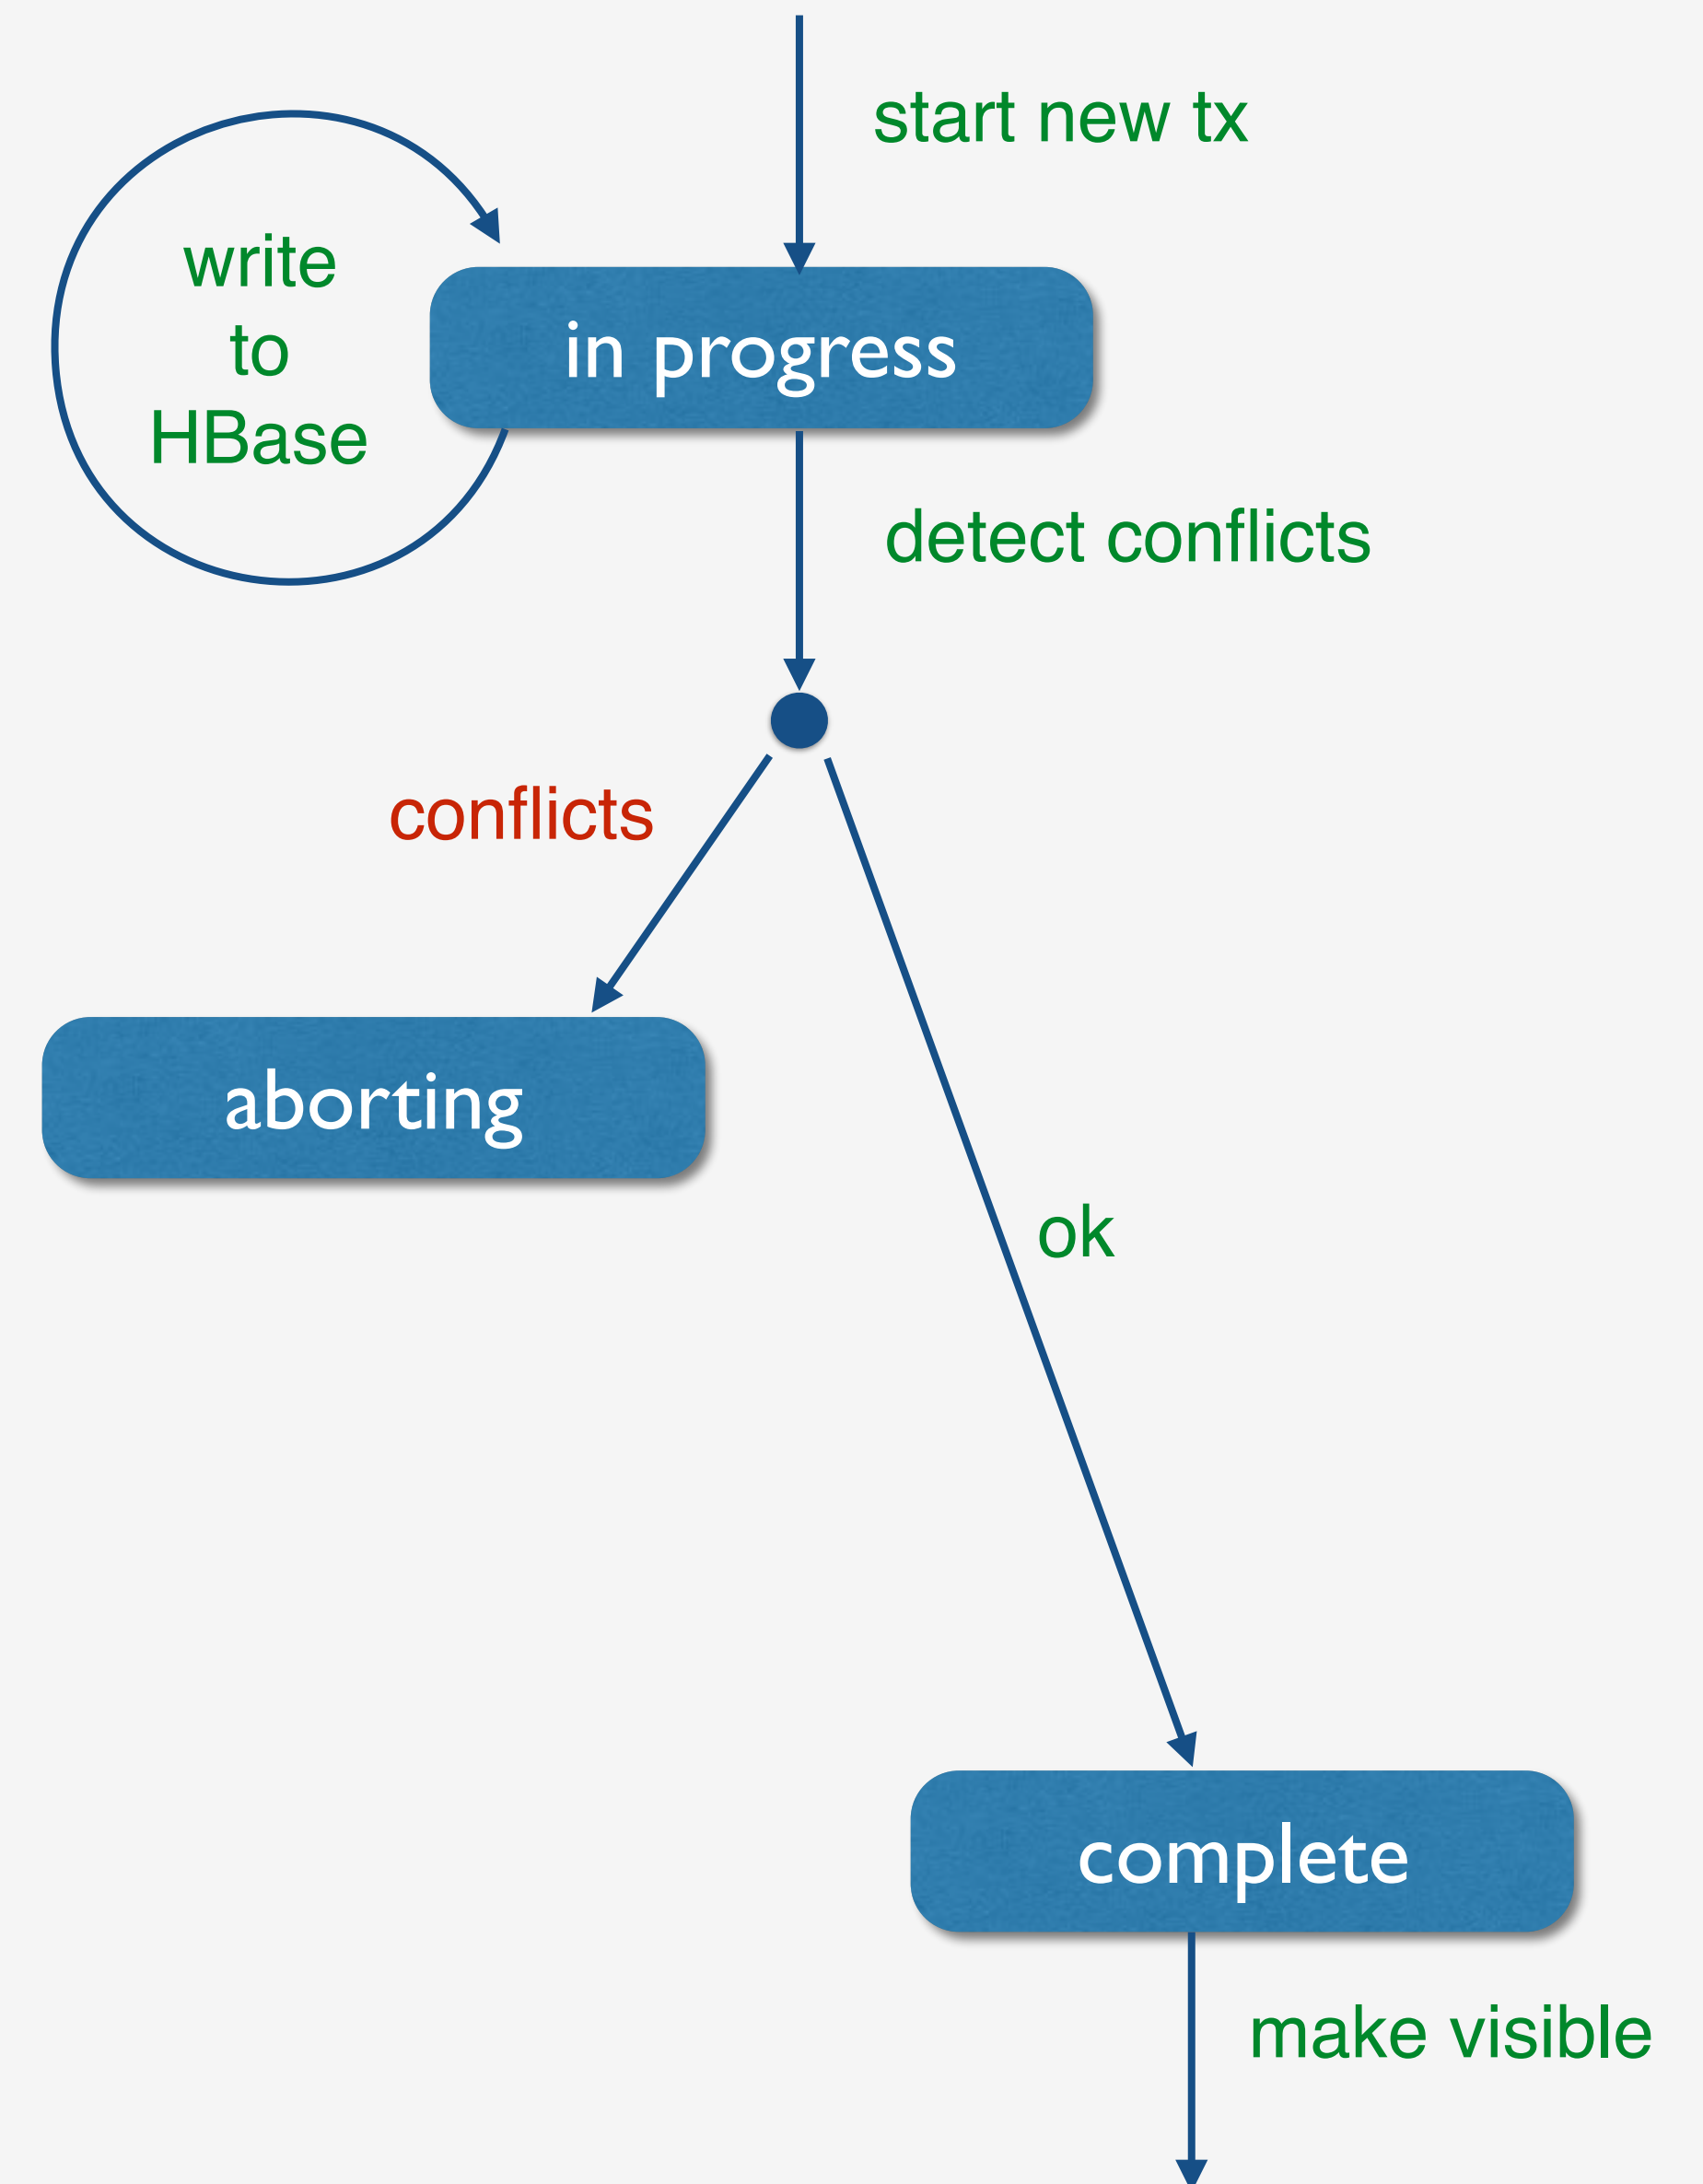 start new tx
write
to
HBase
in progress
detect conflicts
conflicts
aborting
ok
complete
make visible